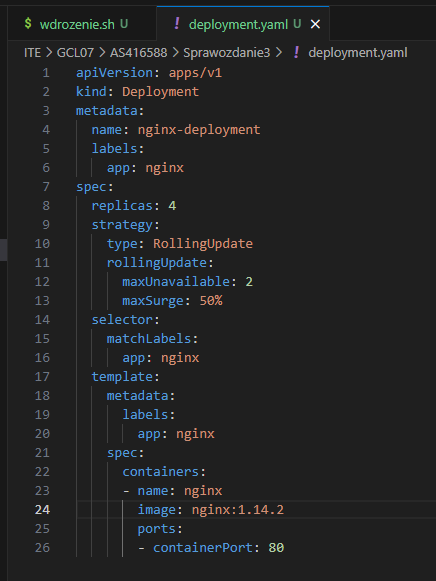 $ wdrozenie.sh U ! deployment.yaml U ×
ITE > GCL07 > AS416588 > Sprawozdanie3 > ! deployment.yaml
1 apiVersion: apps/v1
2 kind: Deployment
3 metadata:
4   name: nginx-deployment
5   labels:
6     app: nginx
7 spec:
8   replicas: 4
9   strategy:
10     type: RollingUpdate
11     rollingUpdate:
12       maxUnavailable: 2
13       maxSurge: 50%
14   selector:
15     matchLabels:
16       app: nginx
17   template:
18     metadata:
19       labels:
20         app: nginx
21     spec:
22       containers:
23       - name: nginx
24         image: nginx:1.14.2
25         ports:
26         - containerPort: 80